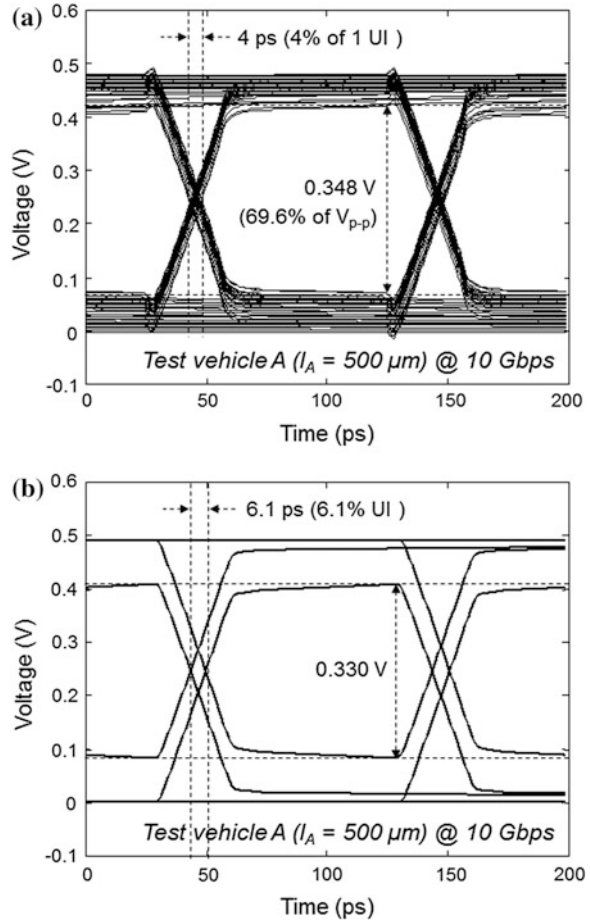 (a)
0.6
0.5
0.4
0.3
0.2
0.1
0
-0.1
Voltage (V)
4 ps (4% of 1 UI )
0.348 V
(69.6% of Vp-p)
Test vehicle A (lA = 500 μm) @ 10 Gbps
0 50 100 150 200
Time (ps)
(b)
0.6
0.5
0.4
0.3
0.2
0.1
0
-0.1
Voltage (V)
6.1 ps (6.1% UI )
0.330 V
Test vehicle A (lA = 500 μm) @ 10 Gbps
0 50 100 150 200
Time (ps)